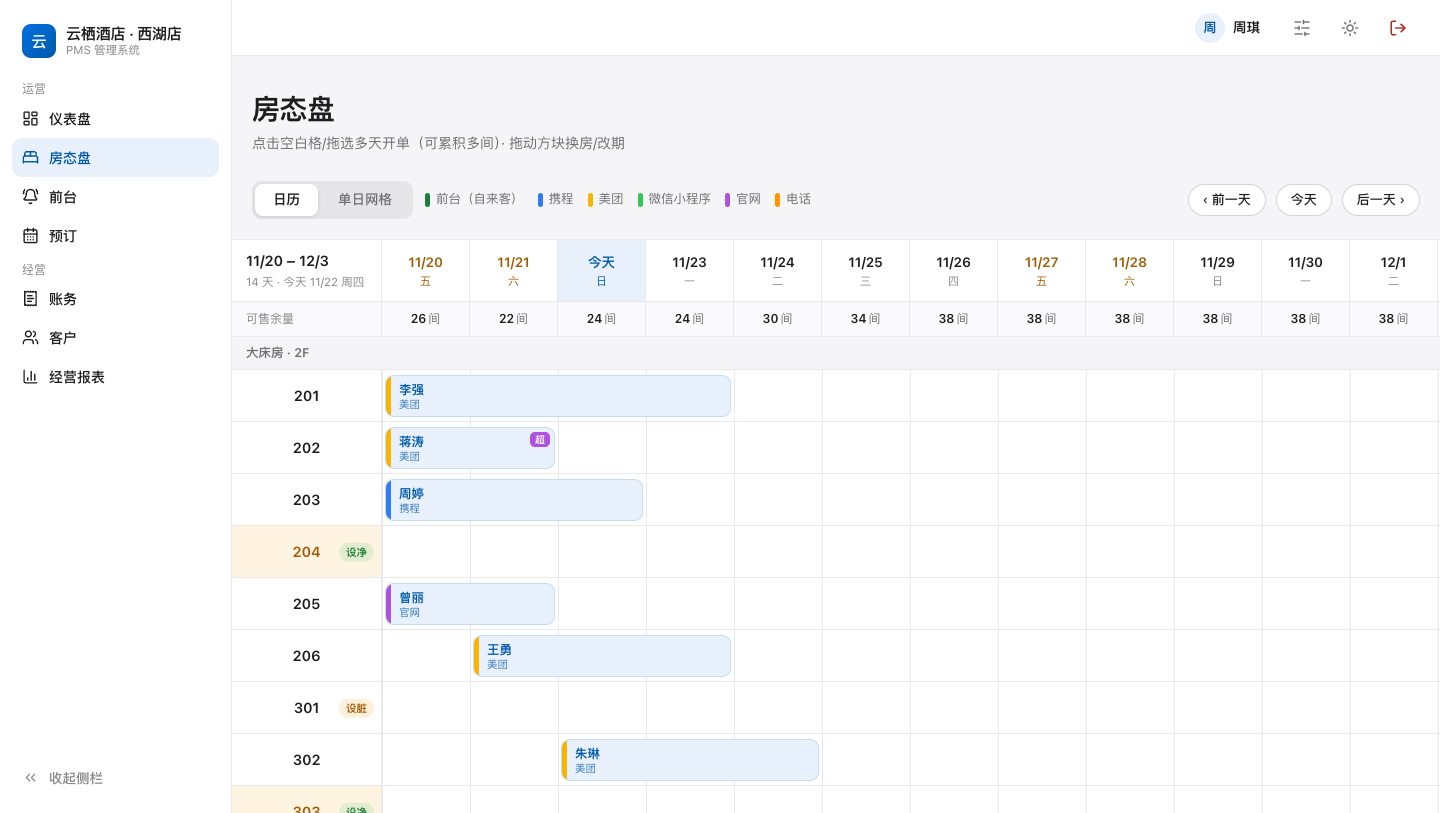 云 云栖酒店 · 西湖店
PMS 管理系统
周 周琪
运营
仪表盘
房态盘
前台
预订
经营
账务
客户
经营报表
收起侧栏
房态盘
点击空白格/拖选多天开单（可累积多间）· 拖动方块换房/改期
日历 单日网格 前台（自来客） 携程 美团 微信小程序 官网 电话 ‹ 前一天 今天 后一天 ›
11/20 – 12/3 11/20 11/21 今天 11/23 11/24 11/25 11/26 11/27 11/28 11/29 11/30 12/1
14 天 · 今天 11/22 周四 五 六 日 一 二 三 四 五 六 日 一 二
可售余量 26 间 22 间 24 间 24 间 30 间 34 间 38 间 38 间 38 间 38 间 38 间 38 间
大床房 · 2F
201 李强
美团
202 蒋涛 超
美团
203 周婷
携程
204 设净
205 曾丽
官网
206 王勇
美团
301 设脏
302 朱琳
美团
303 设净